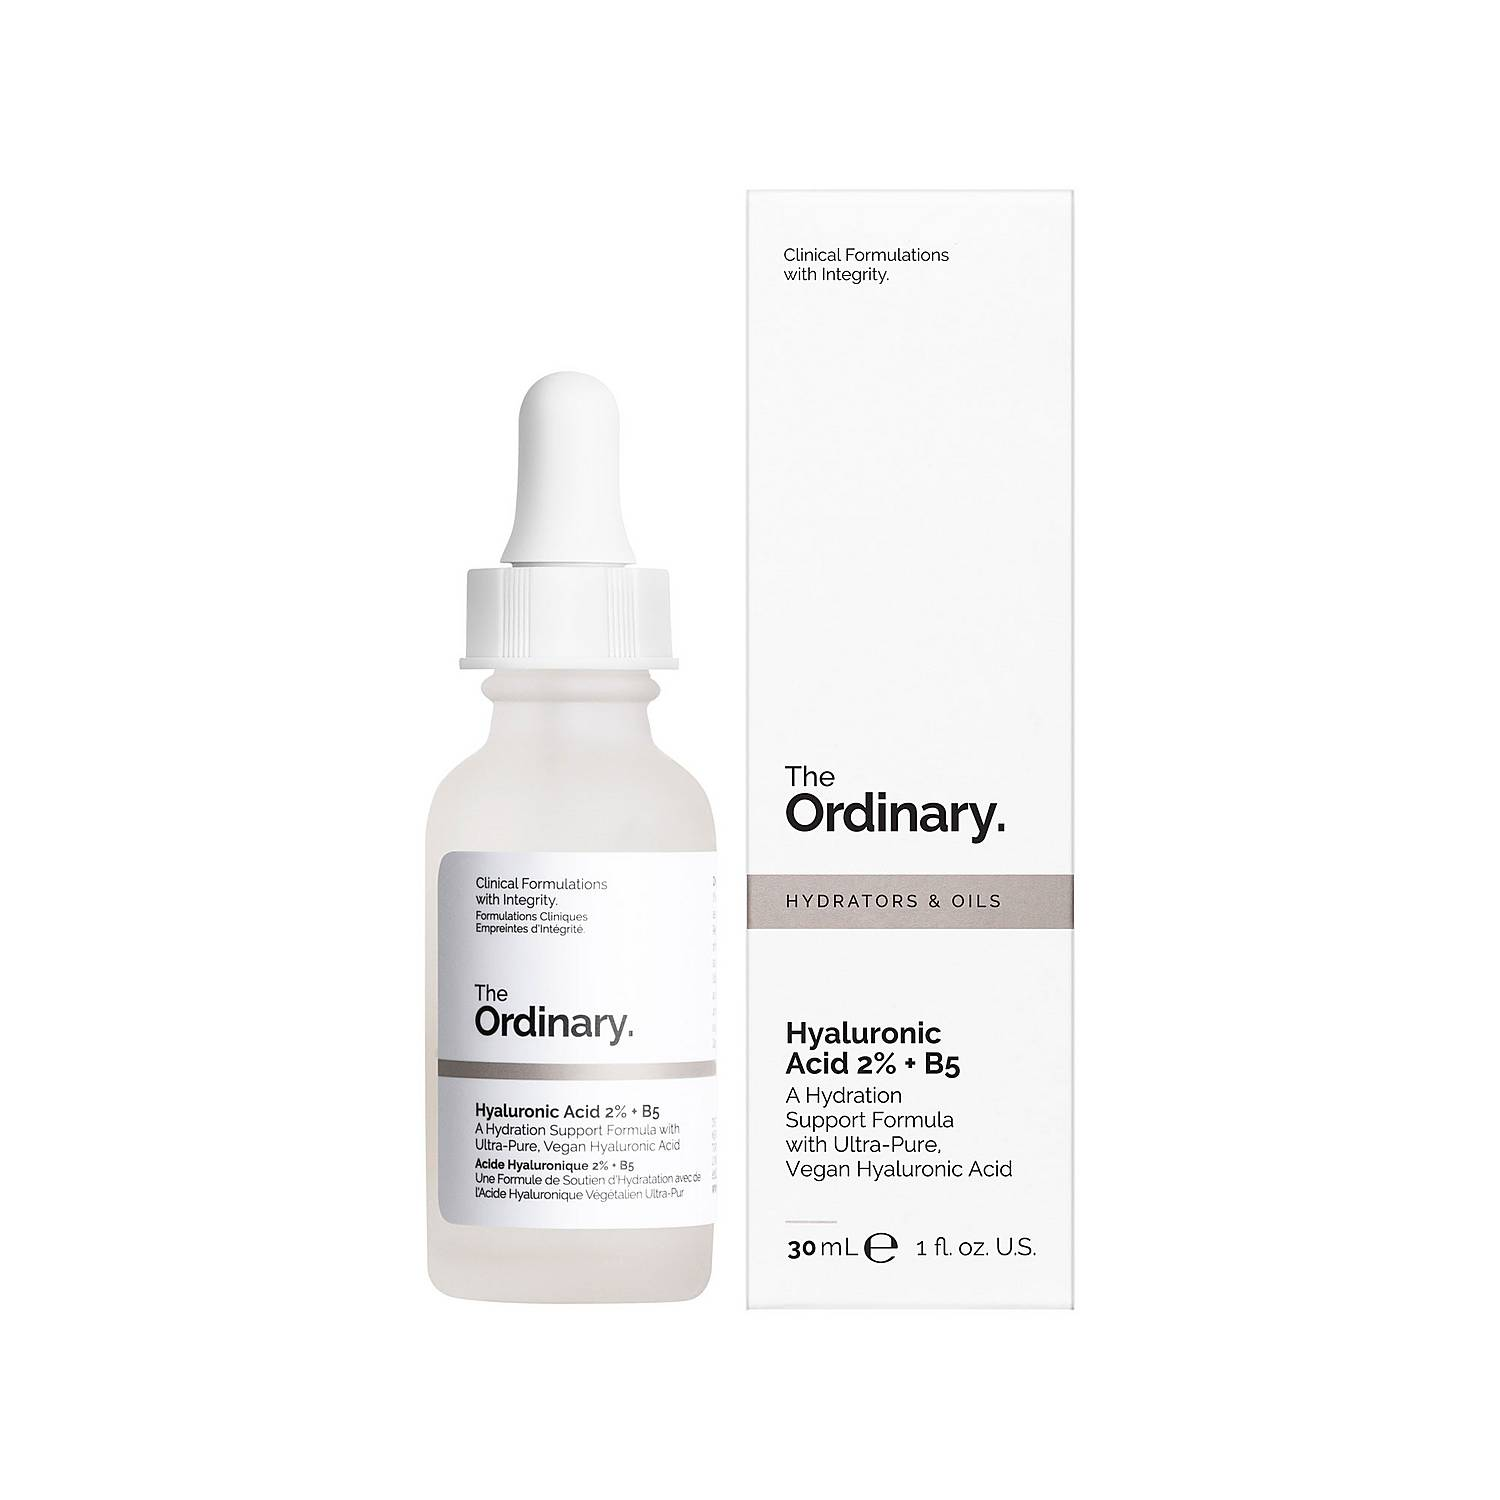 Clinical Formulations
with Integrity.
Formulations Cliniques
Empreintes d'Intégrité.
The
Ordinary.
Hyaluronic Acid 2% + B5
A Hydration Support Formula with
Ultra-Pure, Vegan Hyaluronic Acid
Acide Hyaluronique 2% + B5
Une Formule de Soutien d'Hydratation avec de
l'Acide Hyaluronique Végétalien Ultra-Pur
Clinical Formulations
with Integrity.
The
Ordinary.
HYDRATORS & OILS
Hyaluronic
Acid 2% + B5
A Hydration
Support Formula
with Ultra-Pure,
Vegan Hyaluronic Acid
30 mL ℮ 1 fl. oz. U.S.